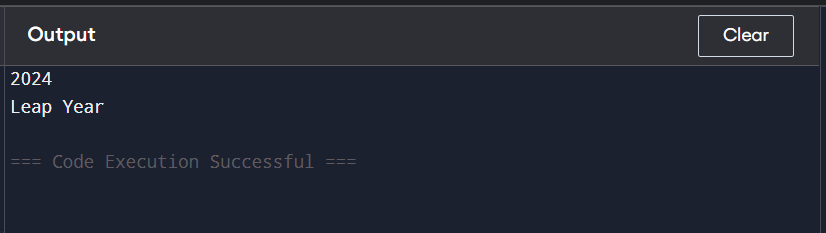 Output
Clear
2024
Leap Year
=== Code Execution Successful ===